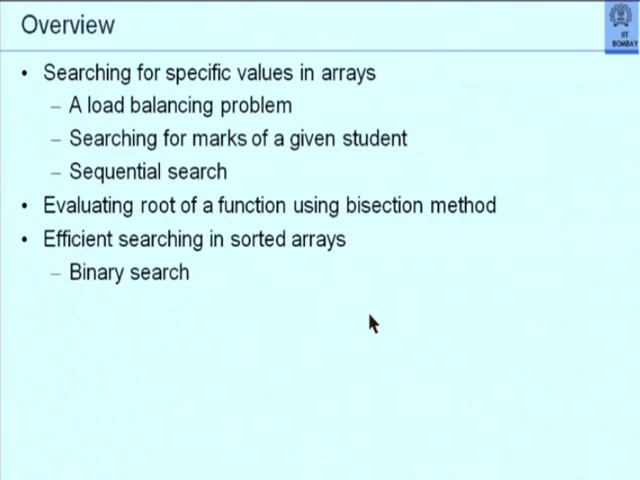 Overview
IIT
BOMBAY
• Searching for specific values in arrays
– A load balancing problem
– Searching for marks of a given student
– Sequential search
• Evaluating root of a function using bisection method
• Efficient searching in sorted arrays
– Binary search